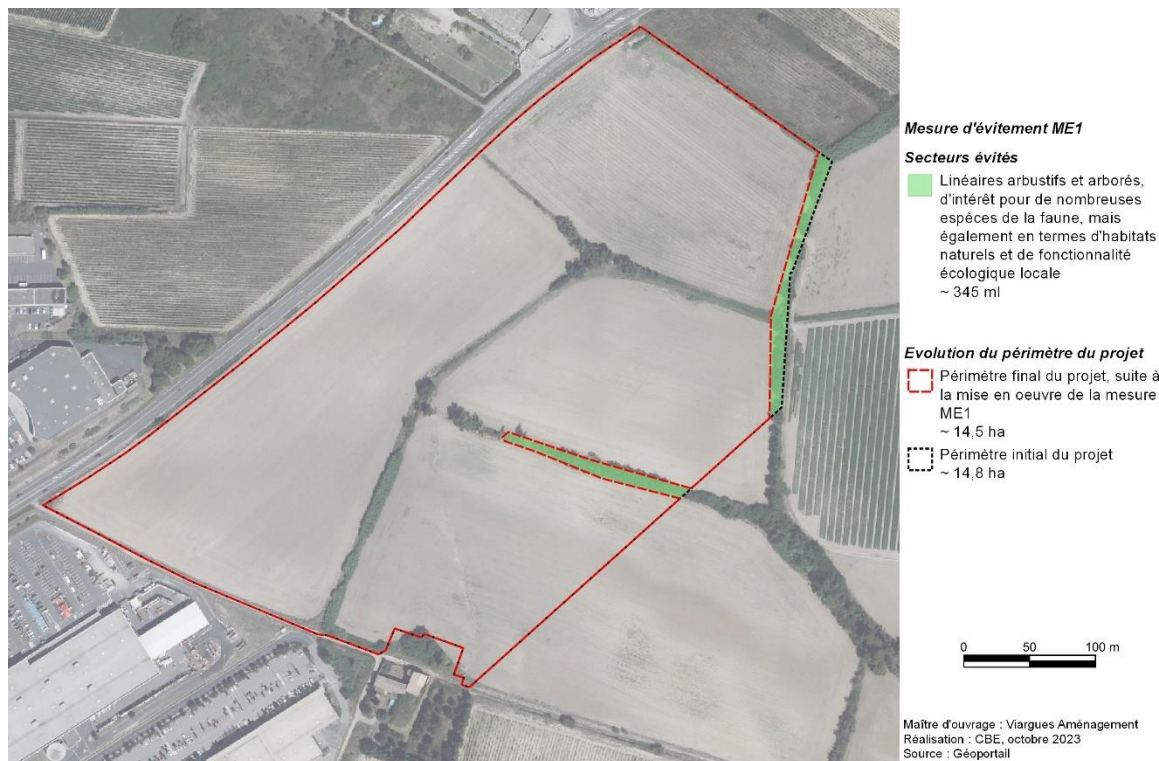 Mesure d'évitement ME1
Secteurs évités
Linéaires arbustifs et arborés,
d'intérêt pour de nombreuses
espèces de la faune, mais
également en termes d'habitats
naturels et de fonctionnalité
écologique locale
~ 345 ml
Evolution du périmètre du projet
Périmètre final du projet, suite à
la mise en oeuvre de la mesure
ME1
~ 14,5 ha
Périmètre initial du projet
~ 14,8 ha
0 50 100 m
Maître d'ouvrage : Viargues Aménagement
Réalisation : CBE, octobre 2023
Source : Géoportail